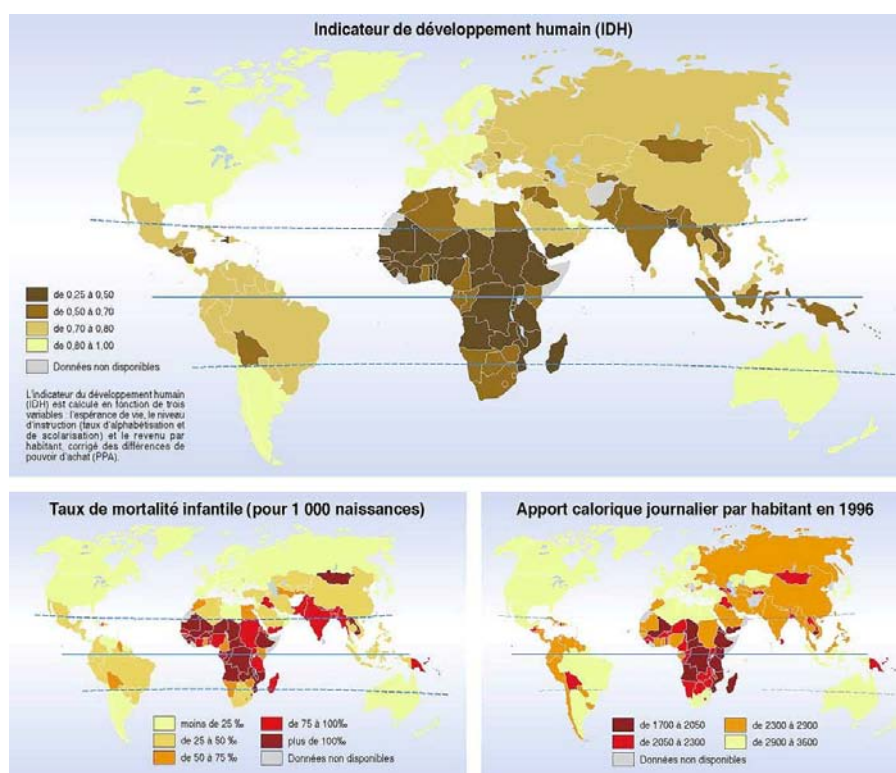 Indicateur de développement humain (IDH)
de 0,25 à 0,50
de 0,50 à 0,70
de 0,70 à 0,80
de 0,80 à 1,00
Données non disponibles
L'indicateur du développement humain
(IDH) est calculé en fonction de trois
variables : l'espérance de vie, le niveau
d'instruction (taux d'alphabétisation et
de scolarisation) et le revenu par
habitant, corrigé des différences de
pouvoir d'achat (PPA).
Taux de mortalité infantile (pour 1 000 naissances)
moins de 25 ‰
de 25 à 50 ‰
de 50 à 75 ‰
de 75 à 100‰
plus de 100‰
Données non disponibles
Apport calorique journalier par habitant en 1996
de 1700 à 2050
de 2050 à 2300
de 2300 à 2900
de 2900 à 3600
Données non disponibles